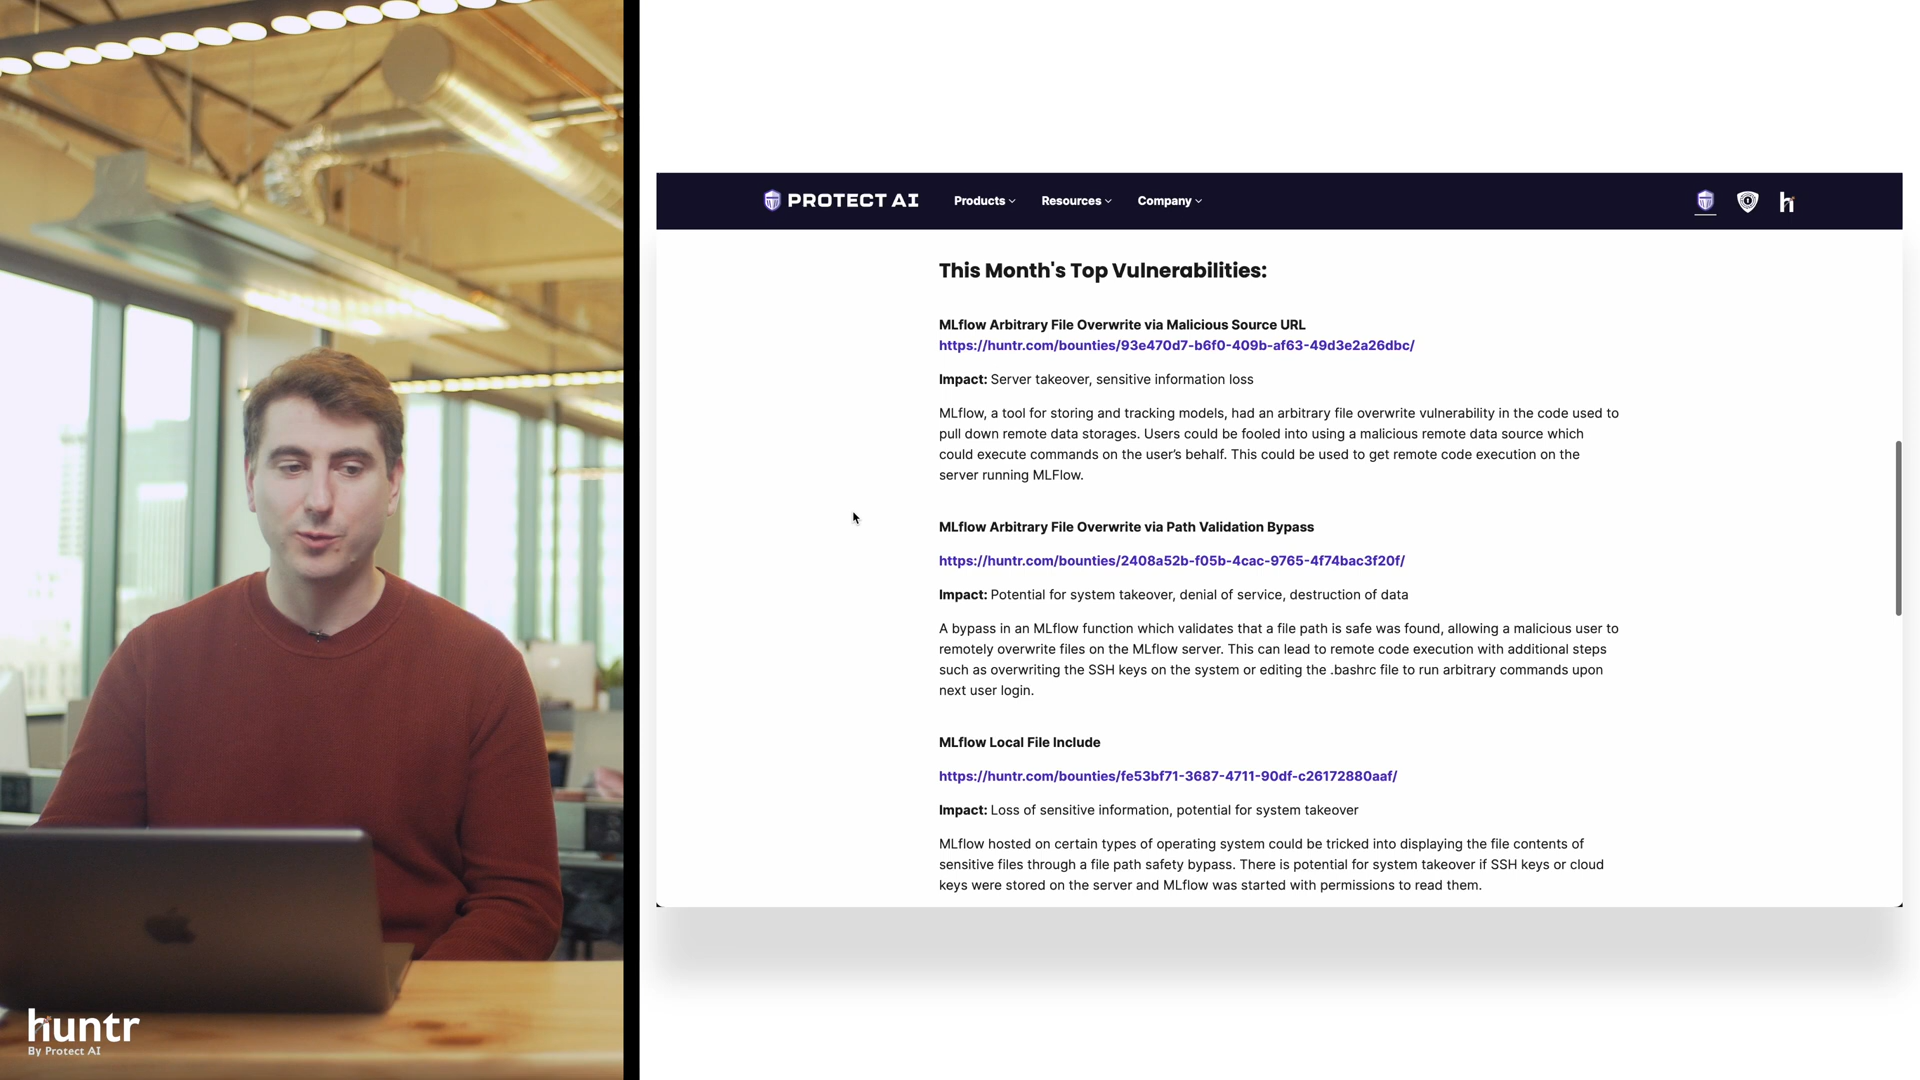 PROTECT AI
Products
Resources
Company
h
This Month's Top Vulnerabilities:
MLflow Arbitrary File Overwrite via Malicious Source URL
https://huntr.com/bounties/93e470d7-b6f0-409b-af63-49d3e2a26dbc/
Impact: Server takeover, sensitive information loss
MLflow, a tool for storing and tracking models, had an arbitrary file overwrite vulnerability in the code used to
pull down remote data storages. Users could be fooled into using a malicious remote data source which
could execute commands on the user’s behalf. This could be used to get remote code execution on the
server running MLFlow.
MLflow Arbitrary File Overwrite via Path Validation Bypass
https://huntr.com/bounties/2408a52b-f05b-4cac-9765-4f74bac3f20f/
Impact: Potential for system takeover, denial of service, destruction of data
A bypass in an MLflow function which validates that a file path is safe was found, allowing a malicious user to
remotely overwrite files on the MLflow server. This can lead to remote code execution with additional steps
such as overwriting the SSH keys on the system or editing the .bashrc file to run arbitrary commands upon
next user login.
MLflow Local File Include
https://huntr.com/bounties/fe53bf71-3687-4711-90df-c26172880aaf/
Impact: Loss of sensitive information, potential for system takeover
MLflow hosted on certain types of operating system could be tricked into displaying the file contents of
sensitive files through a file path safety bypass. There is potential for system takeover if SSH keys or cloud
keys were stored on the server and MLflow was started with permissions to read them.
huntr
By Protect AI